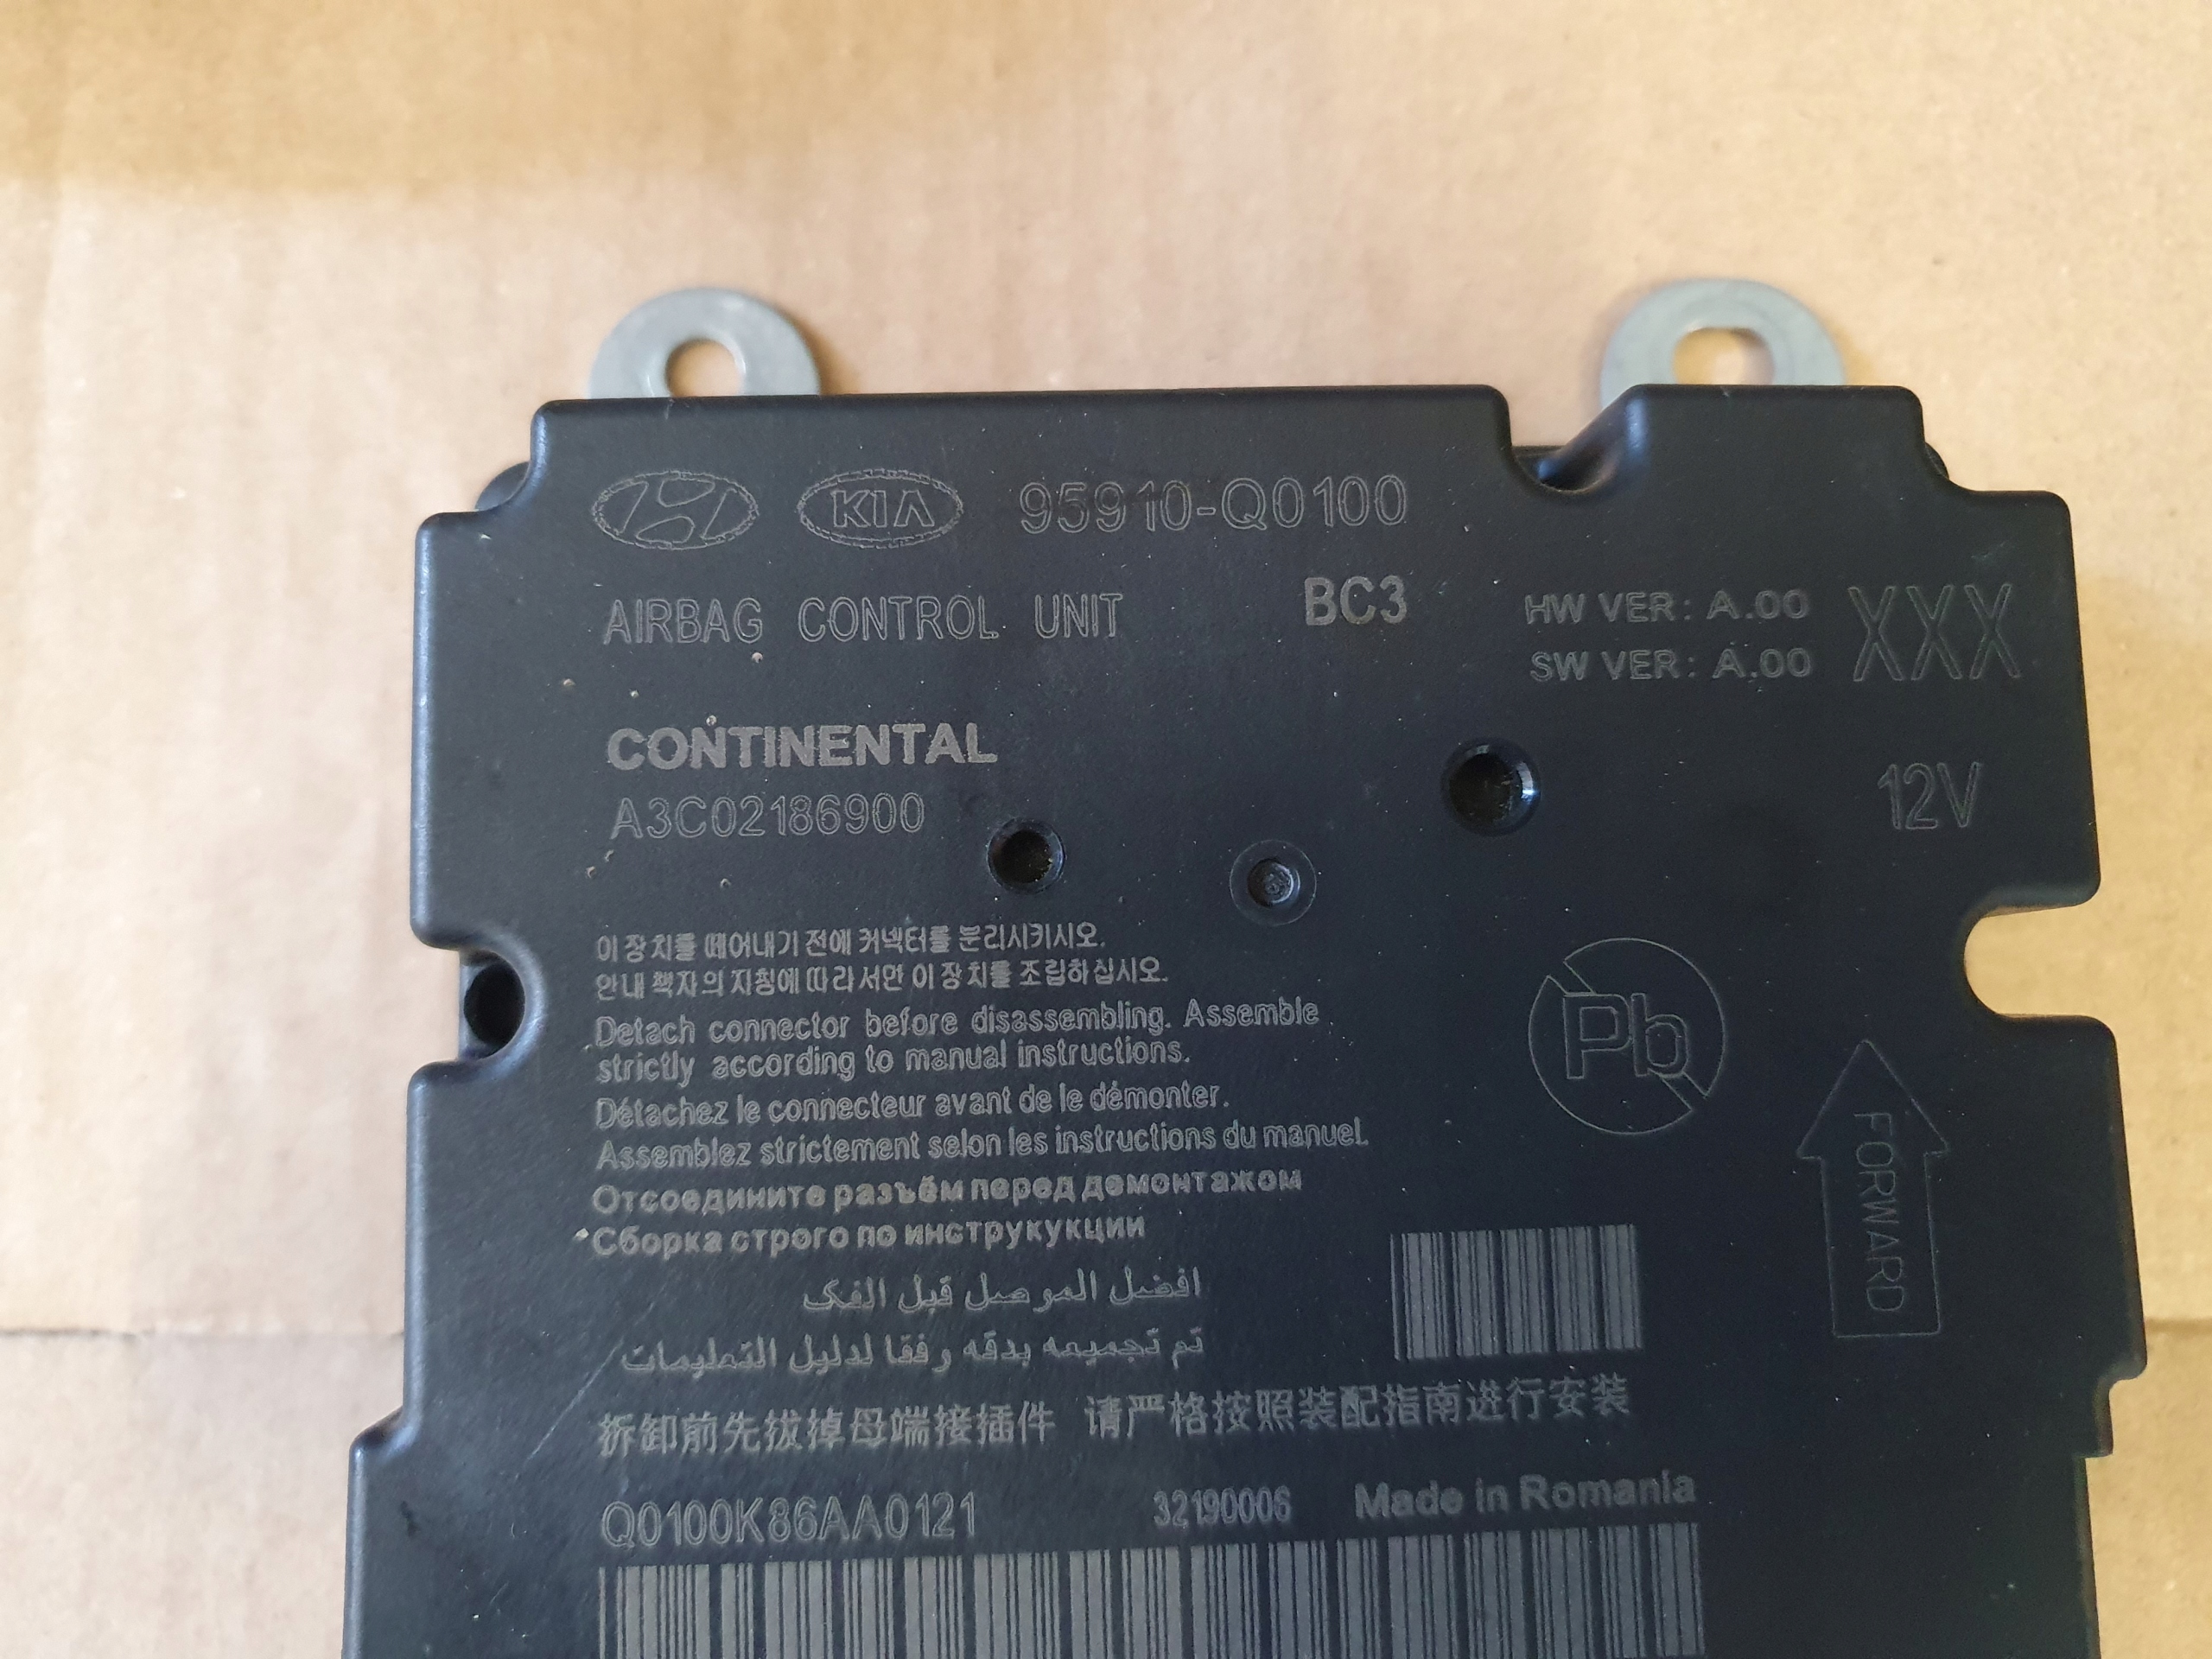 KIA 95910-Q0100
AIRBAG CONTROL UNIT BC3
HW VER: A.00
SW VER: A.00
XXX
CONTINENTAL
A3C02186900
12V
이 장치를 떼어내기 전에 커넥터를 분리시키시오.
안내 책자의 지침에 따라서만 이 장치를 조립하십시오.
Detach connector before disassembling. Assemble
strictly according to manual instructions.
Détachez le connecteur avant de le démonter.
Assemblez strictement selon les instructions du manuel.
Отсоедините разъём перед демонтажом
Сборка строго по инструкукции
افضل الموصل قبل الفك
تم تجميعه بدقه وفقا لدليل التعليمات
拆卸前先拔掉母端接插件 请严格按照装配指南进行安装
Pb
FORWARD
Q0100K86AA0121 32190006 Made in Romania